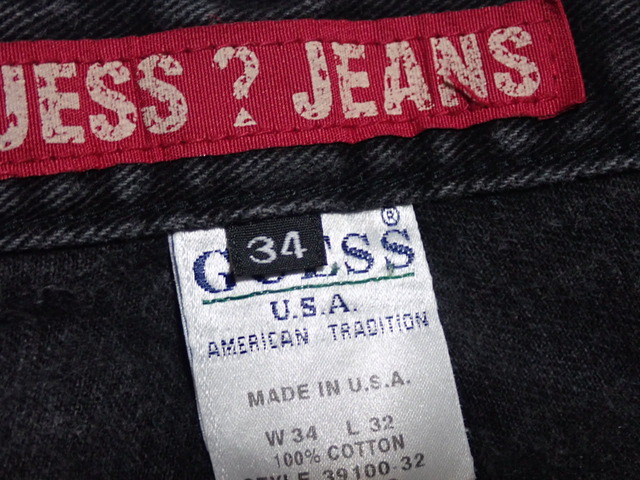 UESS ? JEANS
34
G ESS ®
U.S.A.
AMERICAN TRADITION
MADE IN U.S.A.
W 34 L 32
100% COTTON
STYLE 39100-32